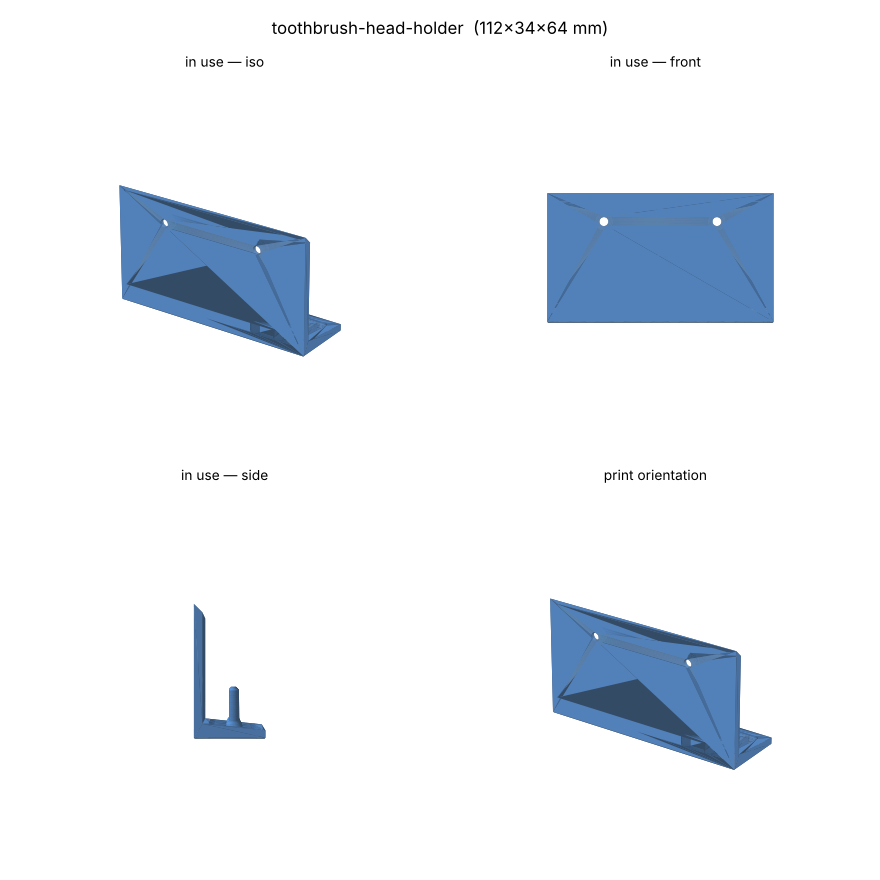 toothbrush-head-holder (112×34×64 mm)
in use — iso
in use — front
in use — side
print orientation